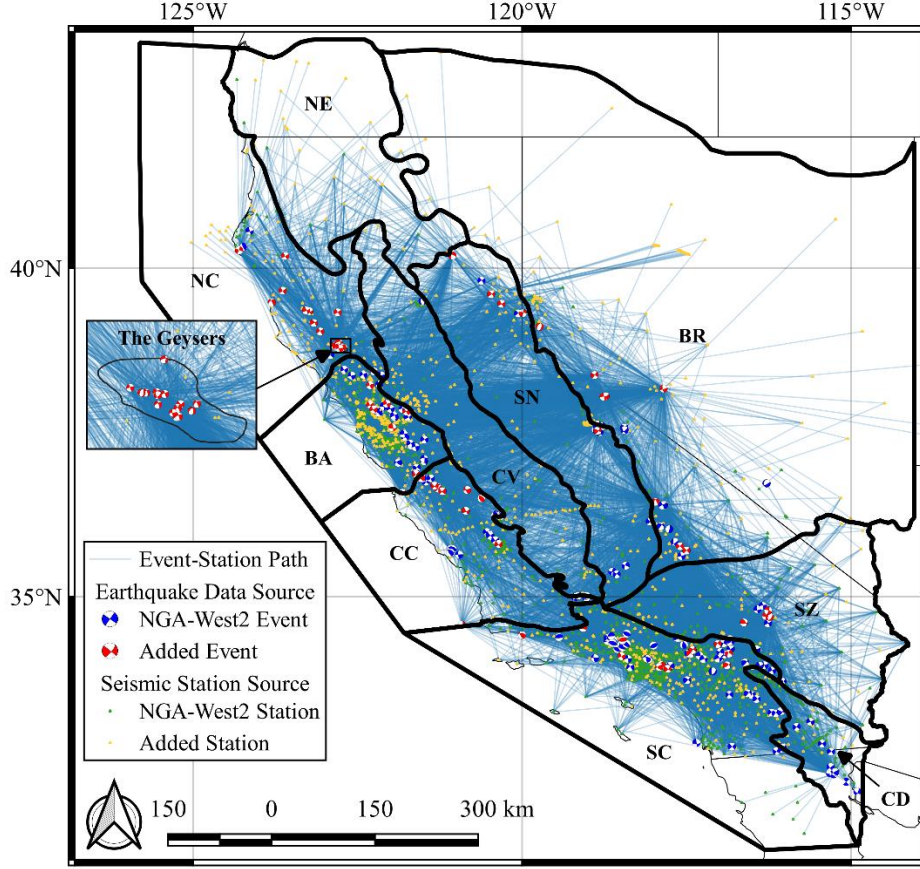 125°W 120°W 115°W
NE
40°N
NC
The Geysers
BR
SN
BA
CV
CC
Event-Station Path
Earthquake Data Source
NGA-West2 Event
Added Event
Seismic Station Source
NGA-West2 Station
Added Station
35°N
SZ
SC
CD
150 0 150 300 km